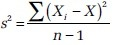 s² = ∑(Xᵢ − X)² / n − 1